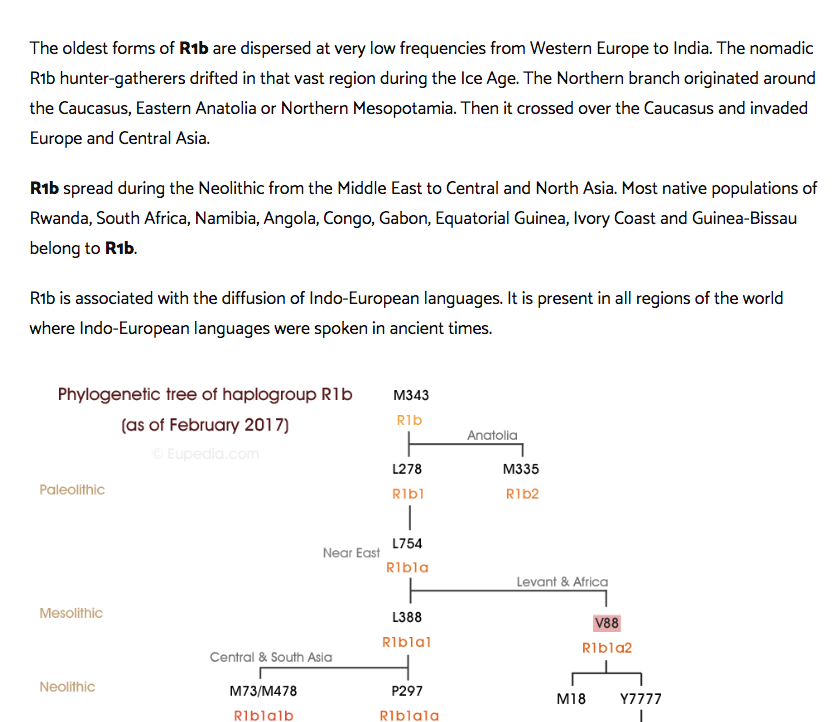 The oldest forms of R1b are dispersed at very low frequencies from Western Europe to India. The nomadic
R1b hunter-gatherers drifted in that vast region during the Ice Age. The Northern branch originated around
the Caucasus, Eastern Anatolia or Northern Mesopotamia. Then it crossed over the Caucasus and invaded
Europe and Central Asia.
R1b spread during the Neolithic from the Middle East to Central and North Asia. Most native populations of
Rwanda, South Africa, Namibia, Angola, Congo, Gabon, Equatorial Guinea, Ivory Coast and Guinea-Bissau
belong to R1b.
R1b is associated with the diffusion of Indo-European languages. It is present in all regions of the world
where Indo-European languages were spoken in ancient times.
Phylogenetic tree of haplogroup R1b
(as of February 2017)
© Eupedia.com
M343
R1b
Anatolia
L278
M335
Paleolithic
R1b1
R1b2
L754
Near East
R1b1a
Levant & Africa
Mesolithic
L388
V88
R1b1a1
R1b1a2
Central & South Asia
Neolithic
M73/M478
P297
M18
Y7777
R1b1a1b
R1b1a1a